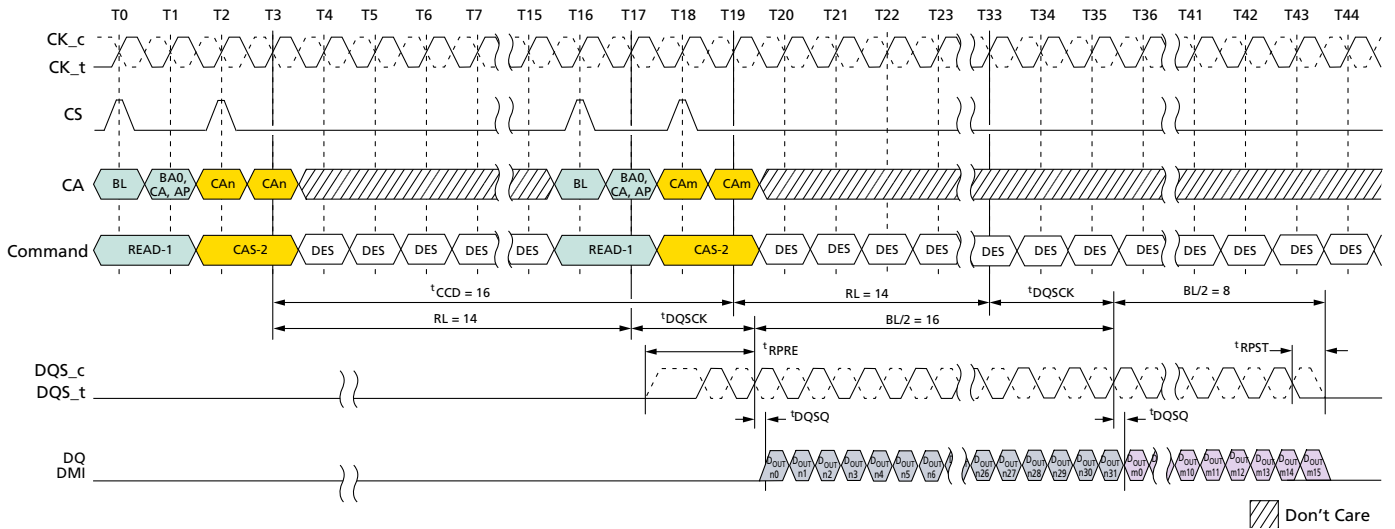 T0 T1 T2 T3 T4 T5 T6 T7 T15 T16 T17 T18 T19 T20 T21 T22 T23 T33 T34 T35 T36 T41 T42 T43 T44
CK_c
CK_t
CS
CA BL BA0, CA, AP CAn CAn BL BA0, CA, AP CAm CAm
Command READ-1 CAS-2 DES DES DES DES DES READ-1 CAS-2 DES DES DES DES DES DES DES DES DES DES DES DES
tCCD = 16 RL = 14 tDQSCK BL/2 = 8
RL = 14 tDQSCK BL/2 = 16
tRPRE tRPST
DQS_c
DQS_t
tDQSQ tDQSQ
DQ
DMI
DOUT n0 DOUT n1 DOUT n2 DOUT n3 DOUT n4 DOUT n5 DOUT n6 DOUT n26 DOUT n27 DOUT n28 DOUT n29 DOUT n30 DOUT n31 DOUT m0 DOUT m10 DOUT m11 DOUT m12 DOUT m13 DOUT m14 DOUT m15
Don't Care